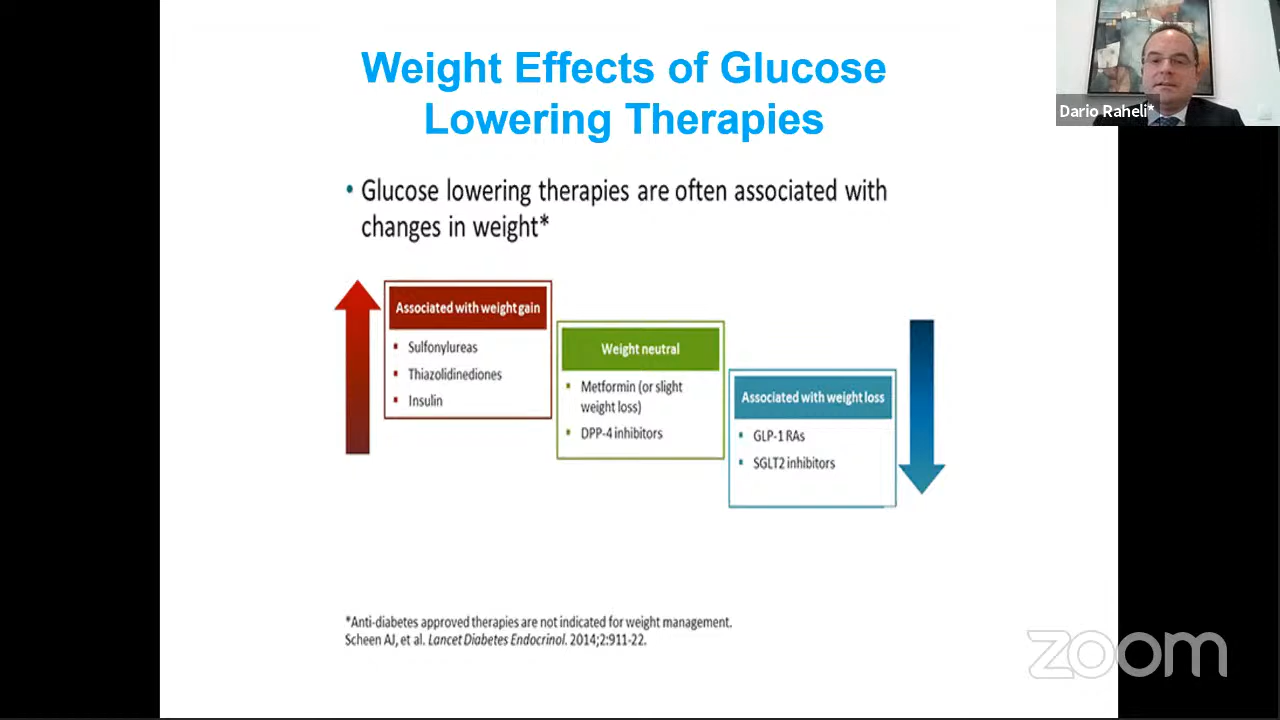 Weight Effects of Glucose
Lowering Therapies
Dario Raheli*
• Glucose lowering therapies are often associated with
changes in weight*
Associated with weight gain
▪ Sulfonylureas
▪ Thiazolidinediones
▪ Insulin
Weight neutral
▪ Metformin (or slight
weight loss)
▪ DPP-4 inhibitors
Associated with weight loss
▪ GLP-1 RAs
▪ SGLT2 inhibitors
*Anti-diabetes approved therapies are not indicated for weight management.
Scheen AJ, et al. Lancet Diabetes Endocrinol. 2014;2:911-22.
zoom